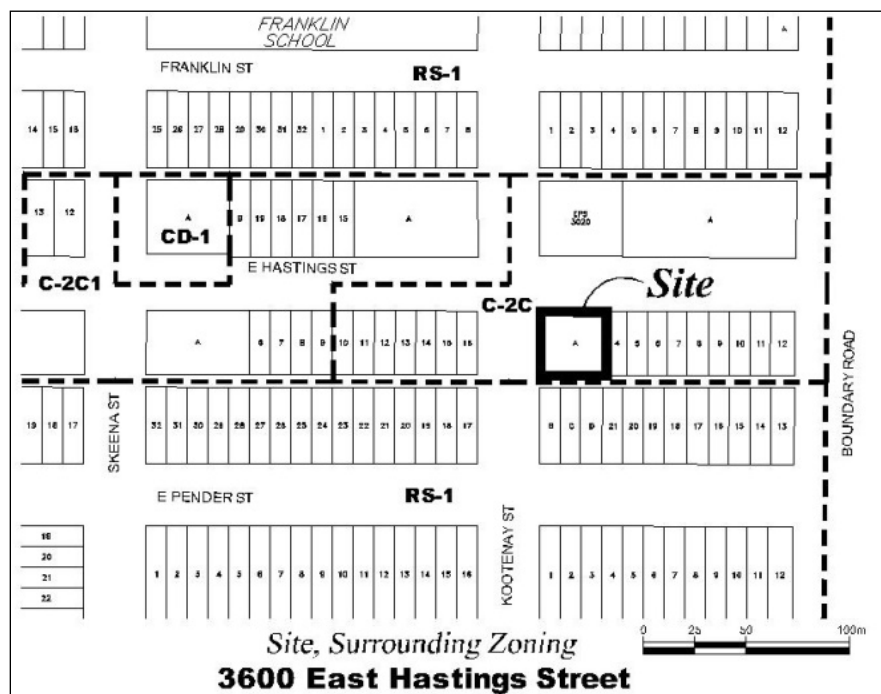 FRANKLIN
SCHOOL
A
FRANKLIN ST
RS-1
14 15 16
25 26 27 28 29 30 31 32 1 2 3 4 5 6 7 8
1 2 3 4 5 6 7 8 9 10 11 12
13 12
A
19 18 17 16 15
A
A
CD-1
E HASTINGS ST
C-2C1
C-2C
Site
A
6 7 8 9 10 11 12 13 14 15 16
A
4 5 6 7 8 9 10 11 12
SKEENA ST
BOUNDARY ROAD
19 18 17
32 31 30 29 28 27 26 25 24 23 22 21 20 19 18 17
21 20 19 18 17 16 15 14 13
E PENDER ST
RS-1
KOOTENAY ST
19
20
21
22
1 2 3 4 5 6 7 8 9 10 11 12 13 14 15 16
1 2 3 4 5 6 7 8 9 10 11 12
0 25 50 100m
Site, Surrounding Zoning
3600 East Hastings Street